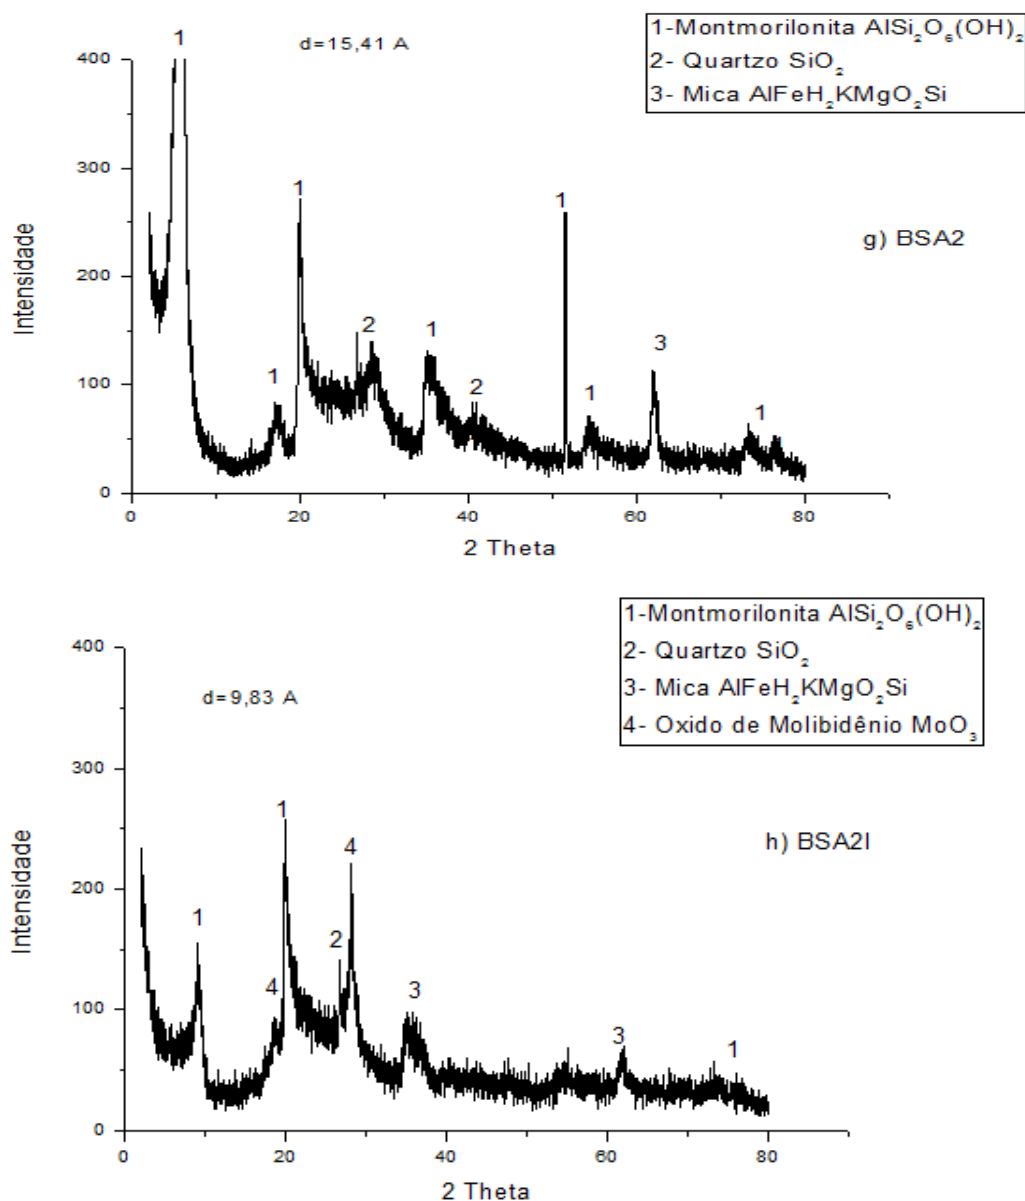 1-Montmorilonita AlSi₂O₆(OH)₂
2- Quartzo SiO₂
3- Mica AlFeH₂KMgO₂Si
d=15,41 A
g) BSA2
Intensidade
400
300
200
100
0
1
1
1
2
1
2
1
1
3
1
0
20
40
60
80
2 Theta
1-Montmorilonita AlSi₂O₆(OH)₂
2- Quartzo SiO₂
3- Mica AlFeH₂KMgO₂Si
4- Oxido de Molibidênio MoO₃
d=9,83 A
h) BSA2I
Intensidade
400
300
200
100
0
1
4
1
2
4
3
3
1
0
20
40
60
80
2 Theta